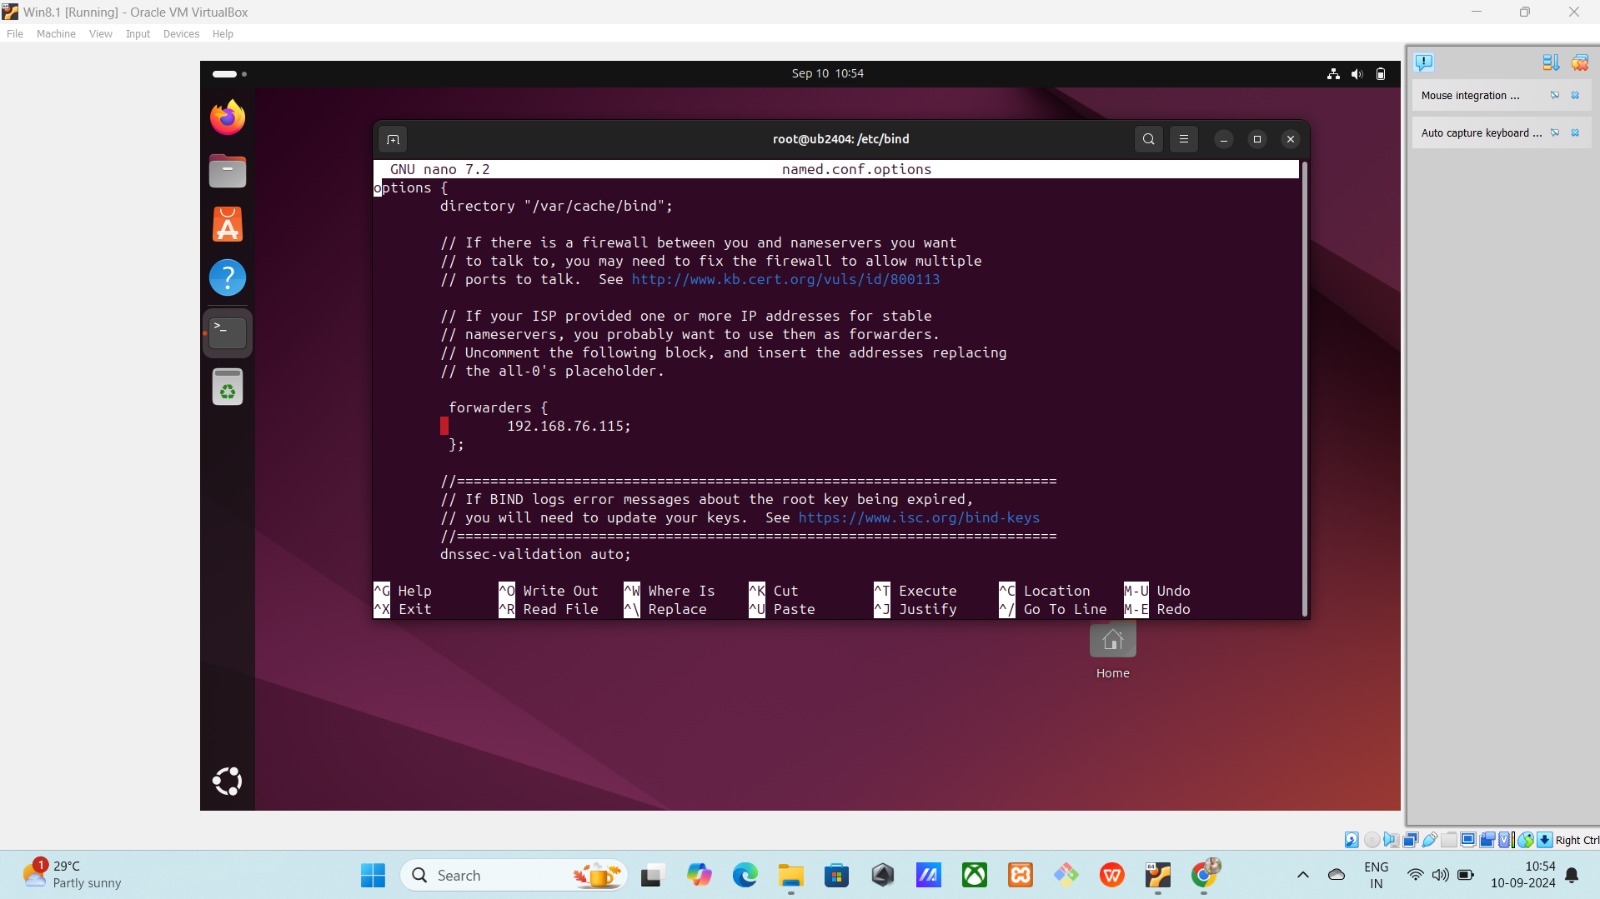 Win8.1 [Running] - Oracle VM VirtualBox
File Machine View Input Devices Help
Sep 10 10:54
Mouse integration ...
Auto capture keyboard ...
root@ub2404: /etc/bind
GNU nano 7.2 named.conf.options
options {
directory "/var/cache/bind";
// If there is a firewall between you and nameservers you want
// to talk to, you may need to fix the firewall to allow multiple
// ports to talk. See http://www.kb.cert.org/vuls/id/800113
// If your ISP provided one or more IP addresses for stable
// nameservers, you probably want to use them as forwarders.
// Uncomment the following block, and insert the addresses replacing
// the all-0's placeholder.
forwarders {
192.168.76.115;
};
//========================================================================
// If BIND logs error messages about the root key being expired,
// you will need to update your keys. See https://www.isc.org/bind-keys
//========================================================================
dnssec-validation auto;
^G Help ^O Write Out ^W Where Is ^K Cut ^T Execute ^C Location M-U Undo
^X Exit ^R Read File ^\ Replace ^U Paste ^J Justify ^/ Go To Line M-E Redo
Home
Right Ctrl
1
29°C
Partly sunny
Search
ENG
IN
10:54
10-09-2024